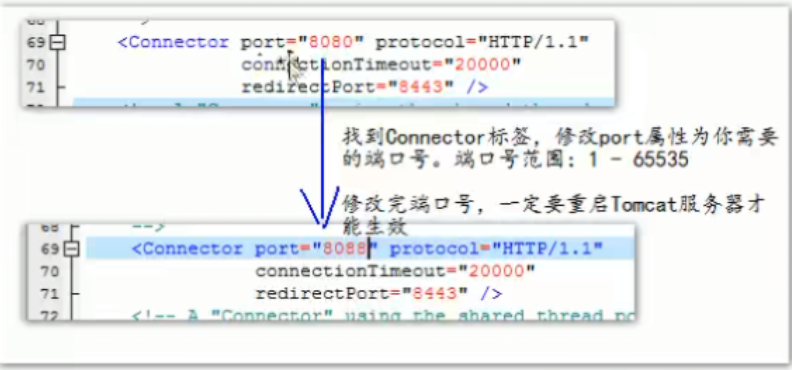 69 <Connector port="8080" protocol="HTTP/1.1"
70 connectionTimeout="20000"
71 redirectPort="8443" />
找到Connector标签，修改port属性为你需要
的端口号。端口号范围：1 - 65535
修改完端口号，一定要重启Tomcat服务器才
能生效
68 -->
69 <Connector port="8088" protocol="HTTP/1.1"
70 connectionTimeout="20000"
71 redirectPort="8443" />
72 <!-- A "Connector" using the shared thread po